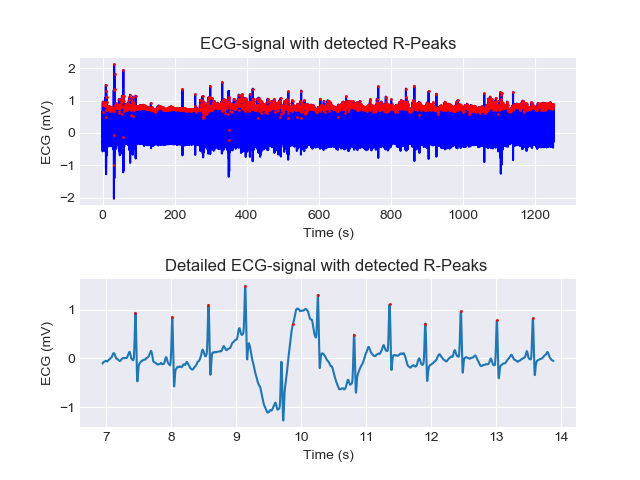 ECG-signal with detected R-Peaks
2
1
0
−1
−2
ECG (mV)
0 200 400 600 800 1000 1200
Time (s)
Detailed ECG-signal with detected R-Peaks
1
0
−1
ECG (mV)
7 8 9 10 11 12 13 14
Time (s)